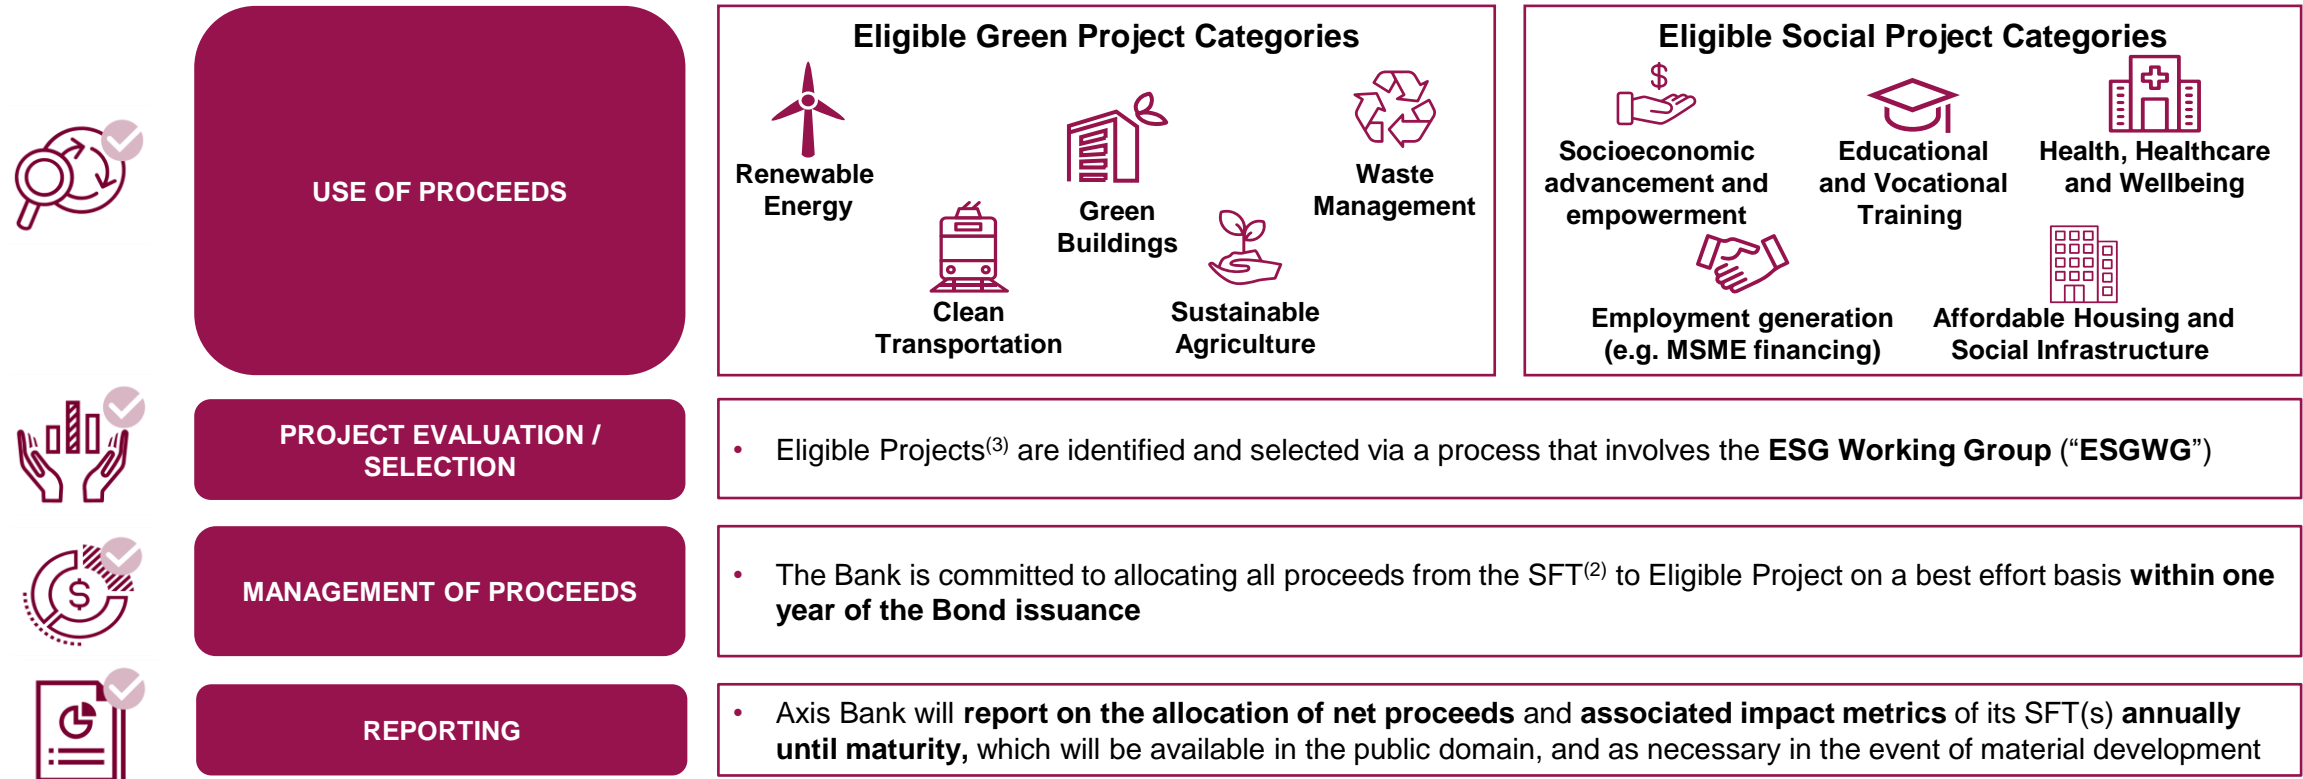 USE OF PROCEEDS
Eligible Green Project Categories
Renewable
Energy
Green
Buildings
Waste
Management
Clean
Transportation
Sustainable
Agriculture
Eligible Social Project Categories
$
Socioeconomic
advancement and
empowerment
Educational
and Vocational
Training
Health, Healthcare
and Wellbeing
Employment generation
(e.g. MSME financing)
Affordable Housing and
Social Infrastructure
PROJECT EVALUATION /
SELECTION
• Eligible Projects(3) are identified and selected via a process that involves the ESG Working Group (“ESGWG”)
$
MANAGEMENT OF PROCEEDS
• The Bank is committed to allocating all proceeds from the SFT(2) to Eligible Project on a best effort basis within one
year of the Bond issuance
REPORTING
• Axis Bank will report on the allocation of net proceeds and associated impact metrics of its SFT(s) annually
until maturity, which will be available in the public domain, and as necessary in the event of material development